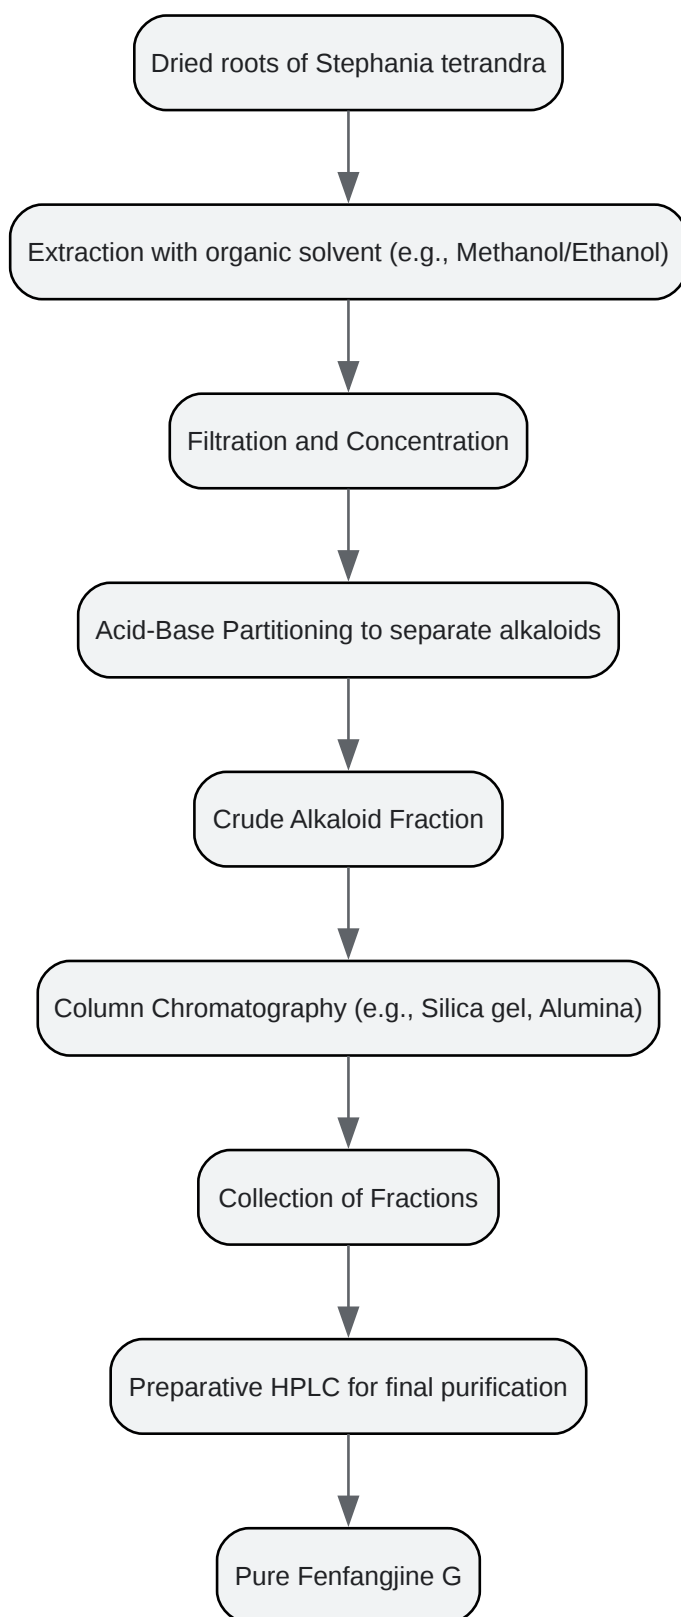 Dried roots of Stephania tetrandra
Extraction with organic solvent (e.g., Methanol/Ethanol)
Filtration and Concentration
Acid-Base Partitioning to separate alkaloids
Crude Alkaloid Fraction
Column Chromatography (e.g., Silica gel, Alumina)
Collection of Fractions
Preparative HPLC for final purification
Pure Fenfangjine G